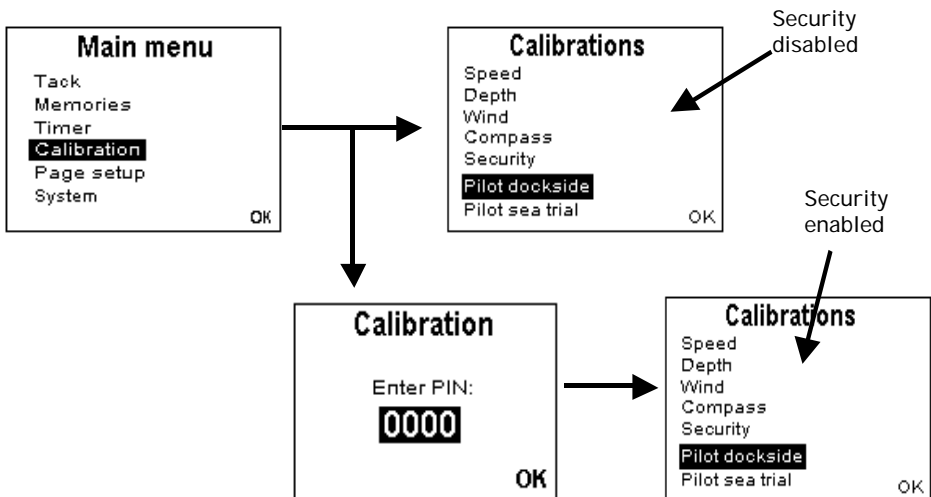 Main menu
Tack
Memories
Timer
Calibration
Page setup
System
OK
Calibrations
Speed
Depth
Wind
Compass
Security
Pilot dockside
Pilot sea trial
OK
Security
disabled
Calibration
Enter PIN:
0000
OK
Security
enabled
Calibrations
Speed
Depth
Wind
Compass
Security
Pilot dockside
Pilot sea trial
OK